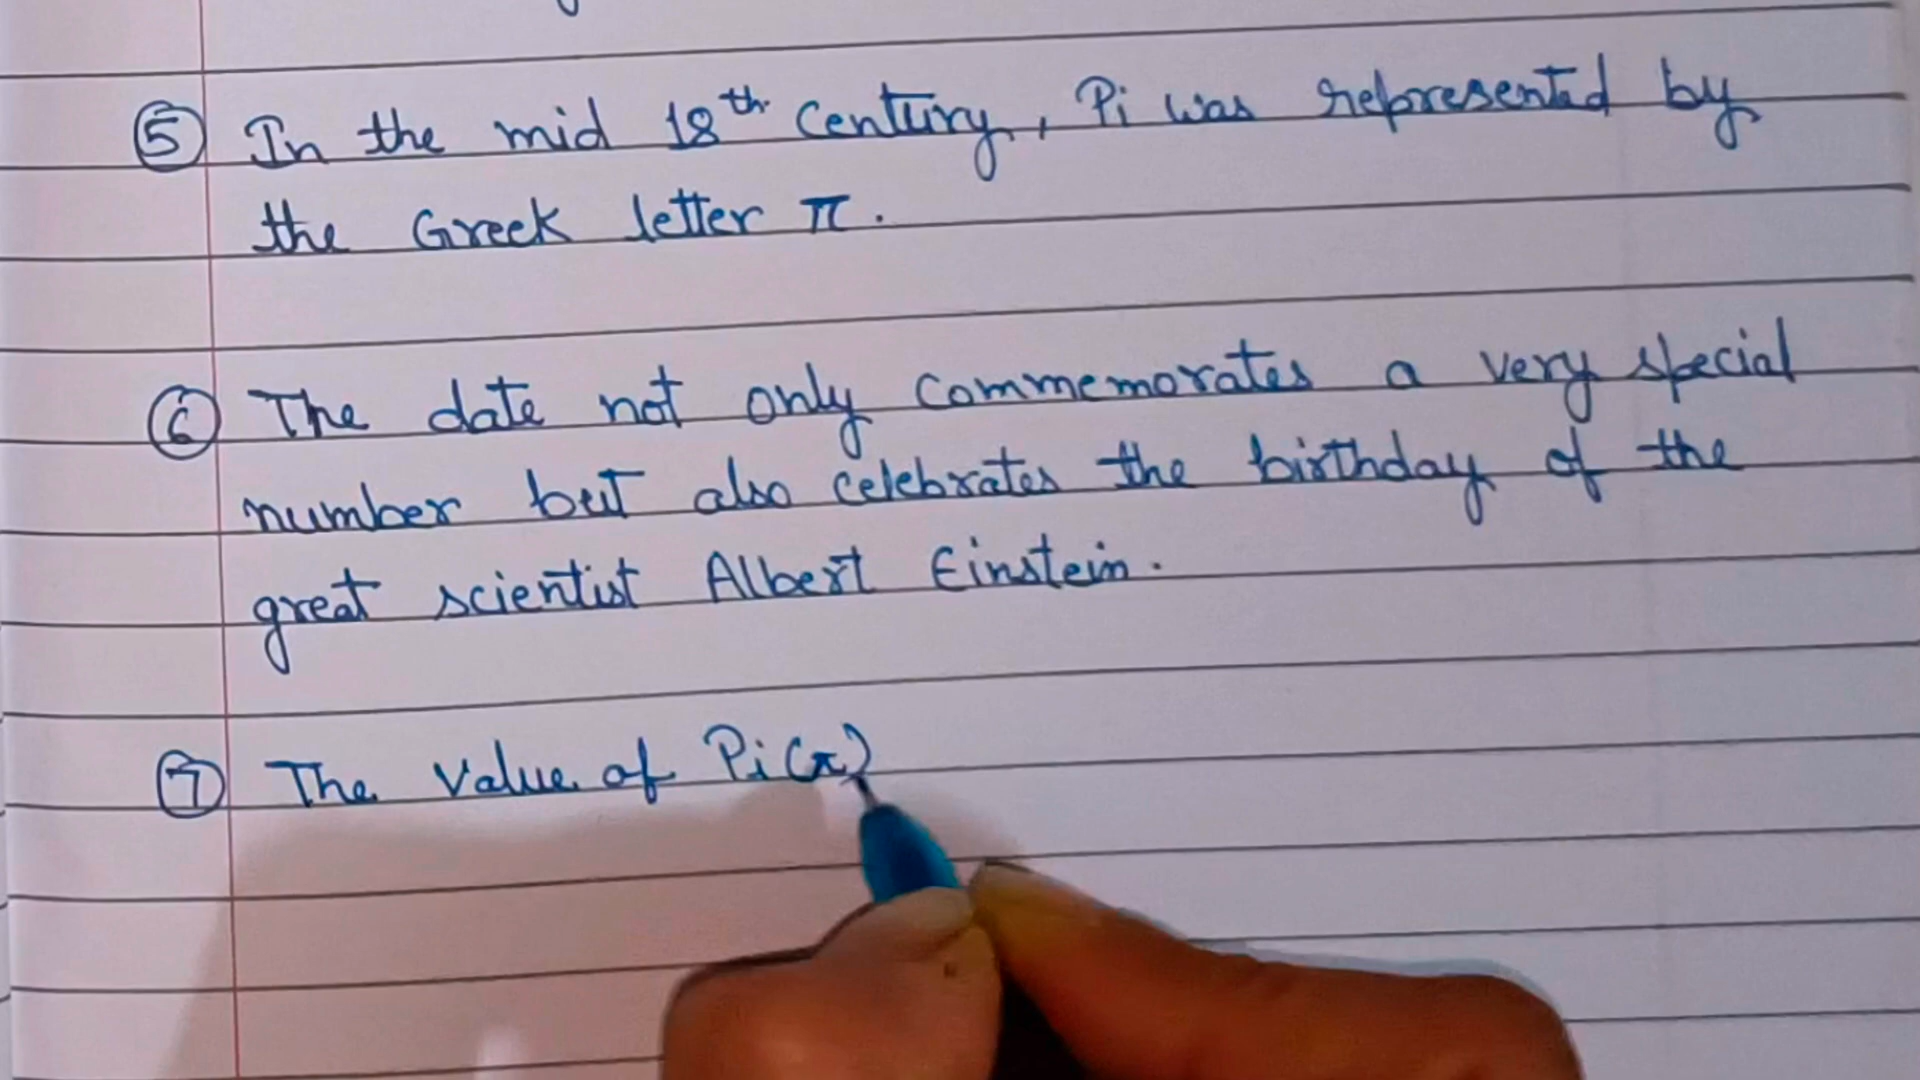 5 In the mid 18th Century, Pi was represented by
the Greek letter π.
6 The date not only commemorates a very special
number but also celebrates the birthday of the
great scientist Albert Einstein.
7 The Value of Pi (π)